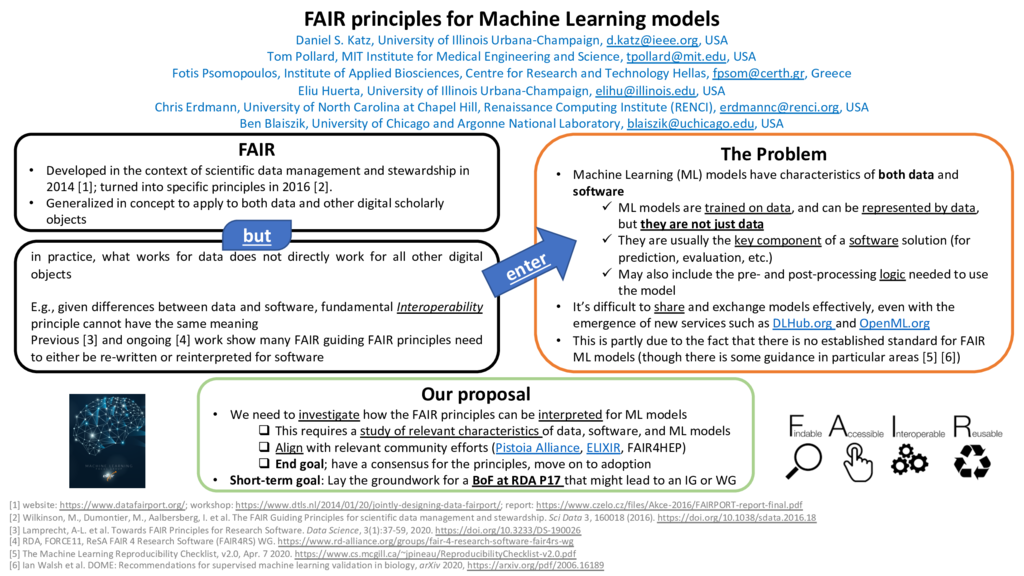 FAIR principles for Machine Learning models
Daniel S. Katz, University of Illinois Urbana-Champaign, d.katz@ieee.org, USA
Tom Pollard, MIT Institute for Medical Engineering and Science, tpollard@mit.edu, USA
Fotis Psomopoulos, Institute of Applied Biosciences, Centre for Research and Technology Hellas, fpsom@certh.gr, Greece
Eliu Huerta, University of Illinois Urbana-Champaign, elihu@illinois.edu, USA
Chris Erdmann, University of North Carolina at Chapel Hill, Renaissance Computing Institute (RENCI), erdmannc@renci.org, USA
Ben Blaiszik, University of Chicago and Argonne National Laboratory, blaiszik@uchicago.edu, USA
FAIR
• Developed in the context of scientific data management and stewardship in
2014 [1]; turned into specific principles in 2016 [2].
• Generalized in concept to apply to both data and other digital scholarly
objects
but
in practice, what works for data does not directly work for all other digital
objects
E.g., given differences between data and software, fundamental Interoperability
principle cannot have the same meaning
Previous [3] and ongoing [4] work show many FAIR guiding FAIR principles need
to either be re-written or reinterpreted for software
enter
The Problem
• Machine Learning (ML) models have characteristics of both data and
software
✓ ML models are trained on data, and can be represented by data,
but they are not just data
✓ They are usually the key component of a software solution (for
prediction, evaluation, etc.)
✓ May also include the pre- and post-processing logic needed to use
the model
• It's difficult to share and exchange models effectively, even with the
emergence of new services such as DLHub.org and OpenML.org
• This is partly due to the fact that there is no established standard for FAIR
ML models (though there is some guidance in particular areas [5] [6])
Our proposal
• We need to investigate how the FAIR principles can be interpreted for ML models
❑ This requires a study of relevant characteristics of data, software, and ML models
❑ Align with relevant community efforts (Pistoia Alliance, ELIXIR, FAIR4HEP)
❑ End goal; have a consensus for the principles, move on to adoption
• Short-term goal: Lay the groundwork for a BoF at RDA P17 that might lead to an IG or WG
MACHINE LEARNING
Findable Accessible Interoperable Reusable
[1] website: https://www.datafairport.org/; workshop: https://www.dtls.nl/2014/01/20/jointly-designing-data-fairport/; report: https://www.czelo.cz/files/Akce-2016/FAIRPORT-report-final.pdf
[2] Wilkinson, M., Dumontier, M., Aalbersberg, I. et al. The FAIR Guiding Principles for scientific data management and stewardship. Sci Data 3, 160018 (2016). https://doi.org/10.1038/sdata.2016.18
[3] Lamprecht, A-L. et al. Towards FAIR Principles for Research Software. Data Science, 3(1):37-59, 2020. https://doi.org/10.3233/DS-190026
[4] RDA, FORCE11, ReSA FAIR 4 Research Software (FAIR4RS) WG. https://www.rd-alliance.org/groups/fair-4-research-software-fair4rs-wg
[5] The Machine Learning Reproducibility Checklist, v2.0, Apr. 7 2020. https://www.cs.mcgill.ca/~jpineau/ReproducibilityChecklist-v2.0.pdf
[6] Ian Walsh et al. DOME: Recommendations for supervised machine learning validation in biology, arXiv 2020, https://arxiv.org/pdf/2006.16189